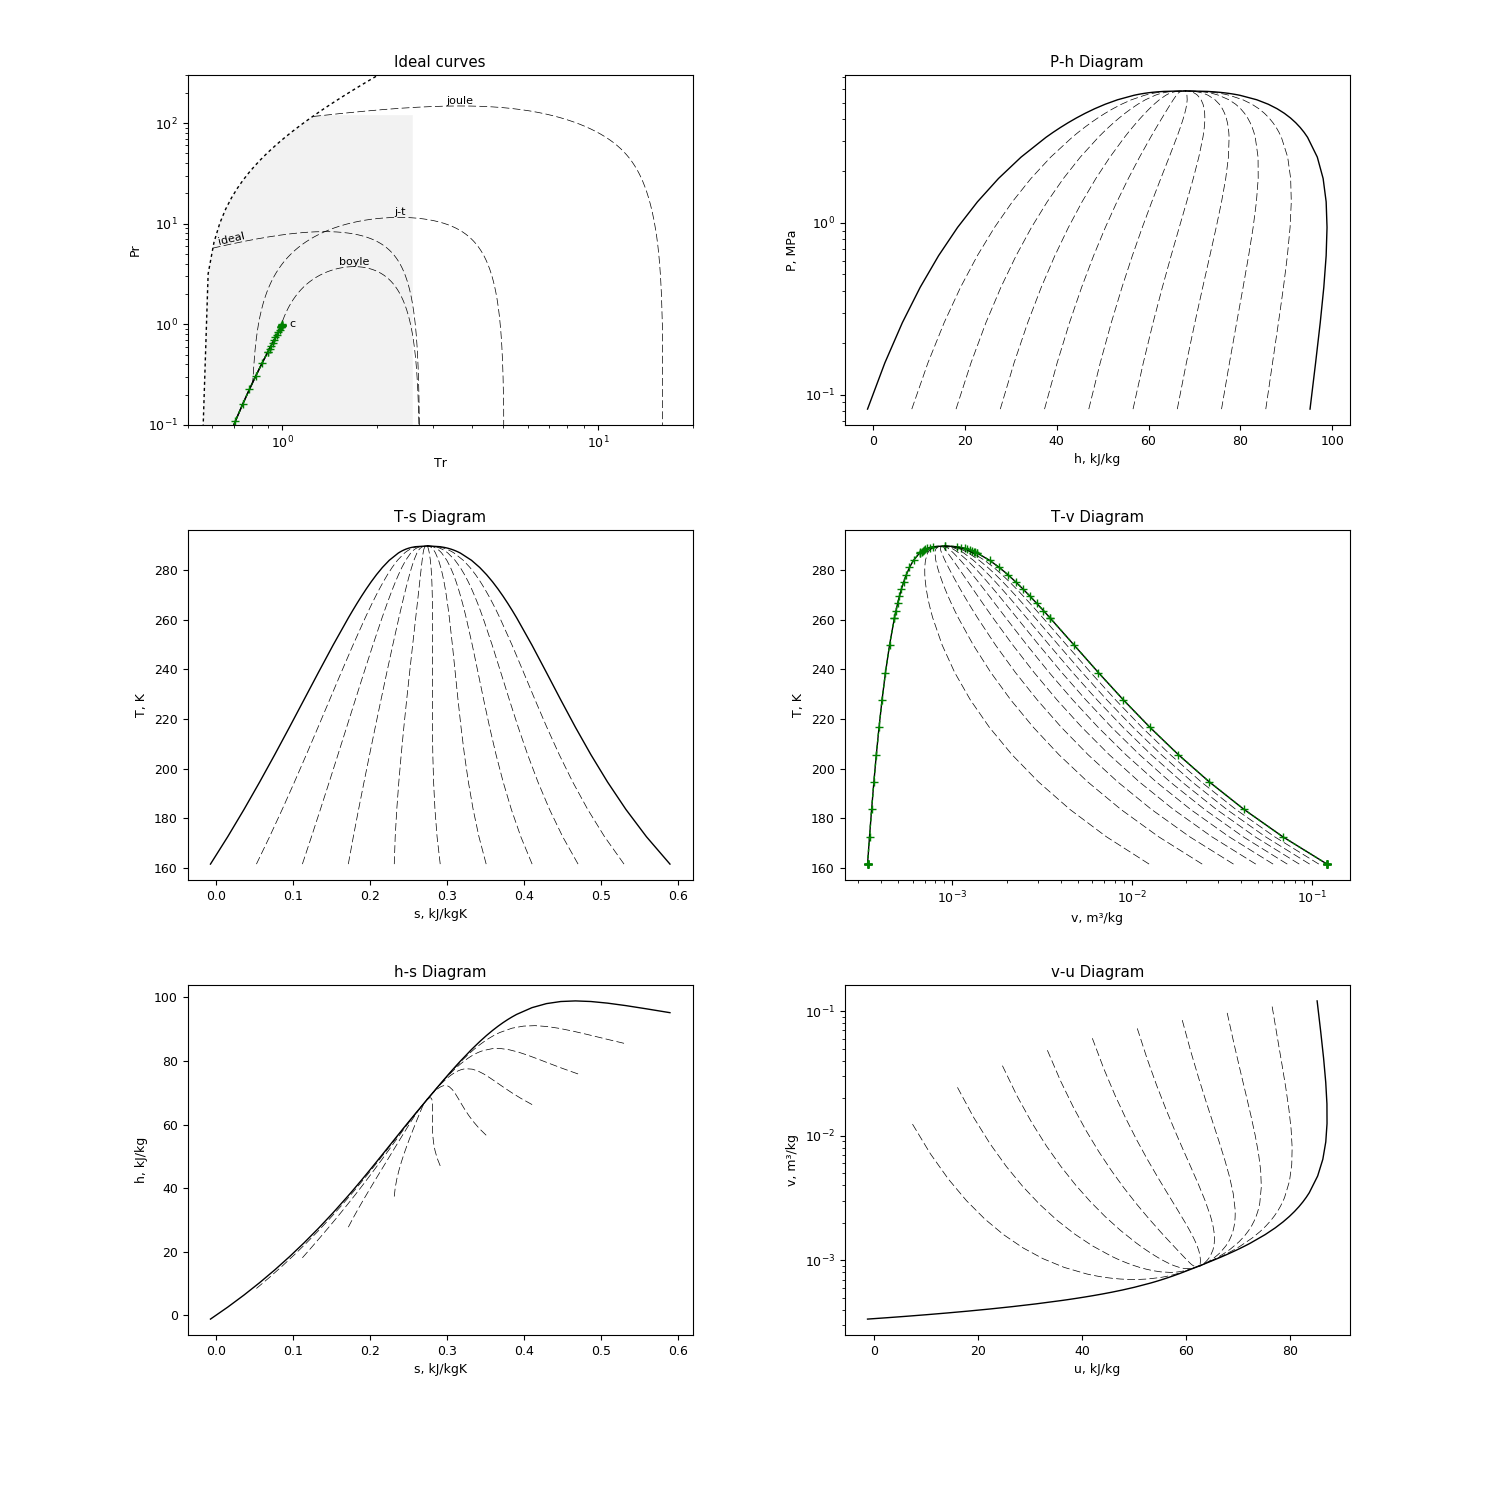 Ideal curves
Pr
10²
10¹
10⁰
10⁻¹
joule
j-t
ideal
boyle
c
10⁰ 10¹
Tr
P-h Diagram
P, MPa
10⁰
10⁻¹
0 20 40 60 80 100
h, kJ/kg
T-s Diagram
T, K
280
260
240
220
200
180
160
0.0 0.1 0.2 0.3 0.4 0.5 0.6
s, kJ/kgK
T-v Diagram
T, K
280
260
240
220
200
180
160
10⁻³ 10⁻² 10⁻¹
v, m³/kg
h-s Diagram
h, kJ/kg
100
80
60
40
20
0
0.0 0.1 0.2 0.3 0.4 0.5 0.6
s, kJ/kgK
v-u Diagram
v, m³/kg
10⁻¹
10⁻²
10⁻³
0 20 40 60 80
u, kJ/kg